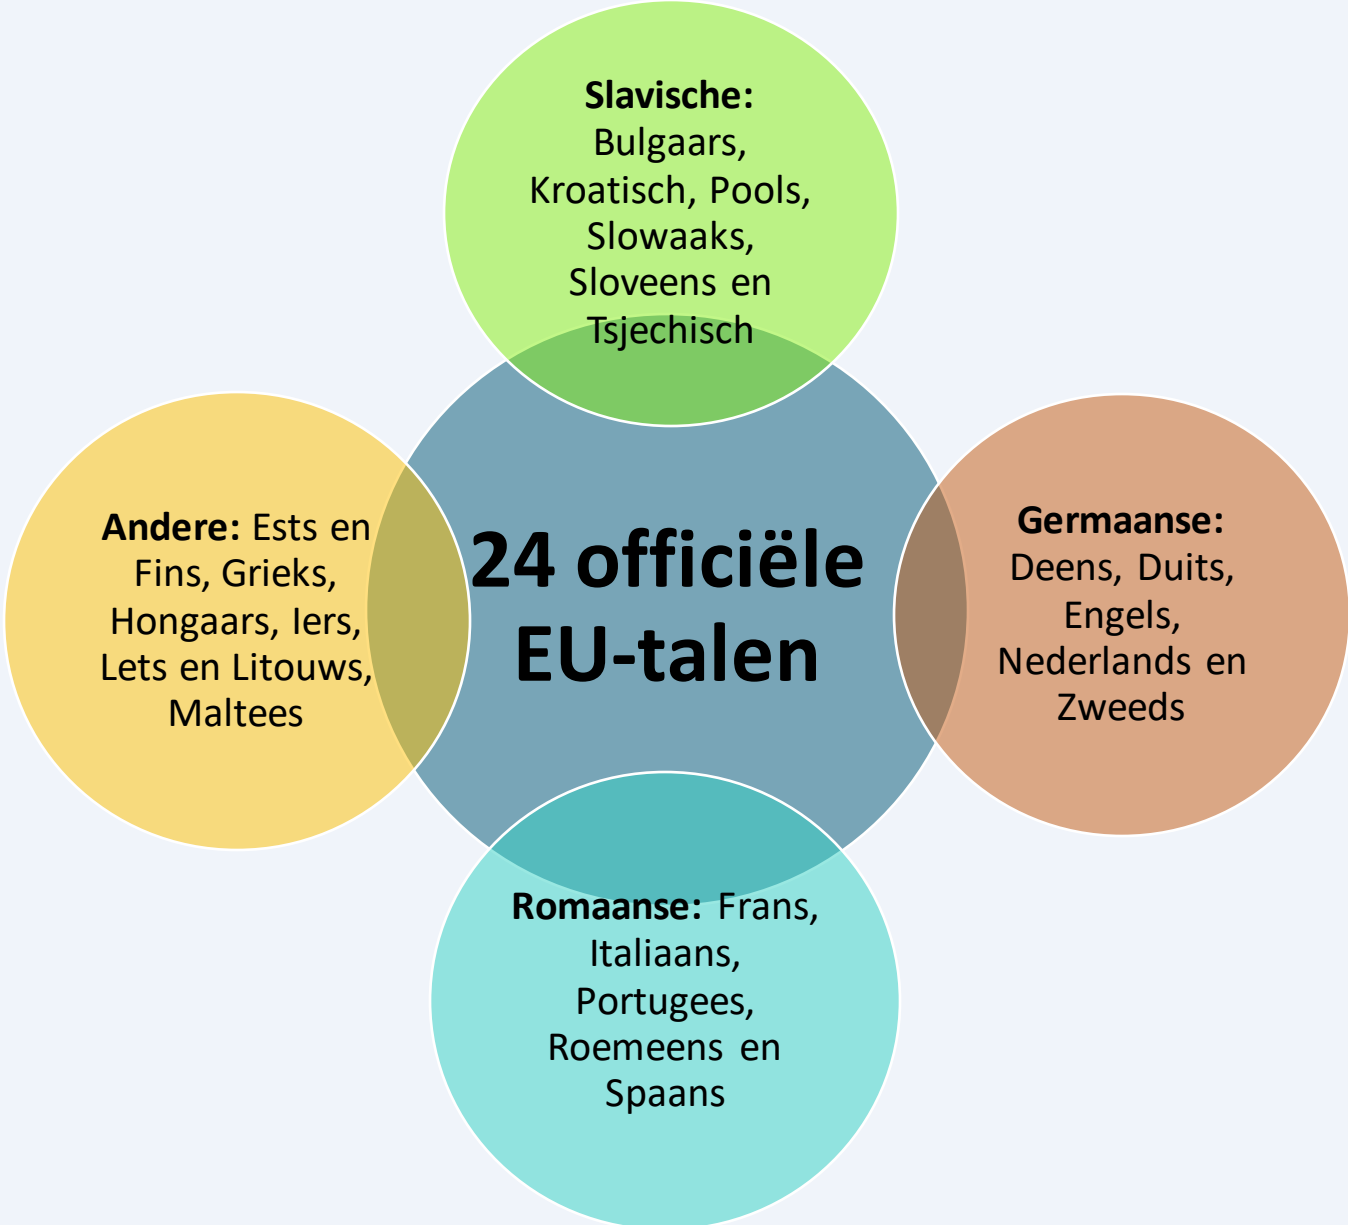 Slavische:
Bulgaars,
Kroatisch, Pools,
Slowaaks,
Sloveens en
Tsjechisch
Andere: Ests en
Fins, Grieks,
Hongaars, Iers,
Lets en Litouws,
Maltees
24 officiële
EU-talen
Germaanse:
Deens, Duits,
Engels,
Nederlands en
Zweeds
Romaanse: Frans,
Italiaans,
Portugees,
Roemeens en
Spaans